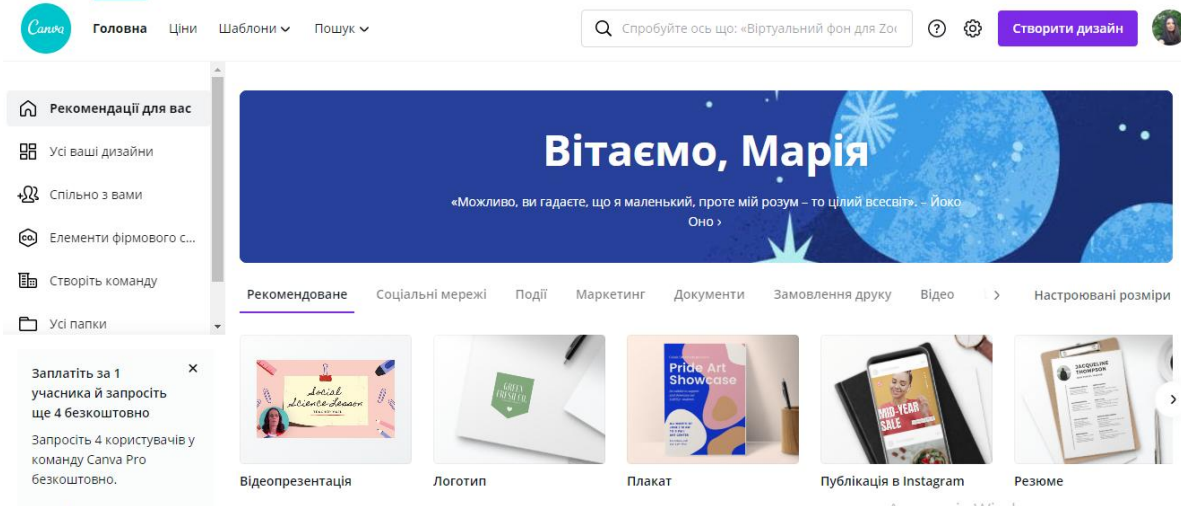 Canva Головна Ціни Шаблони Пошук Спробуйте ось що: «Віртуальний фон для Zoo Створити дизайн
Рекомендації для вас
Усі ваші дизайни
Спільно з вами
co. Елементи фірмового с...
Створіть команду
Усі папки
Заплатіть за 1
учасника й запросіть
ще 4 безкоштовно
Запросіть 4 користувачів у
команду Canva Pro
безкоштовно.
Вітаємо, Марія
«Можливо, ви гадаєте, що я маленький, проте мій розум – то цілий всесвіт». – Йоко
Оно ›
Рекомендоване Соціальні мережі Події Маркетинг Документи Замовлення друку Відео Настроювані розміри
Social
Science Lesson
GREEN
FRESHLER
Pride Art
Showcase
MID-YEAR
SALE
JACQUELINE
THOMPSON
Відеопрезентація Логотип Плакат Публікація в Instagram Резюме